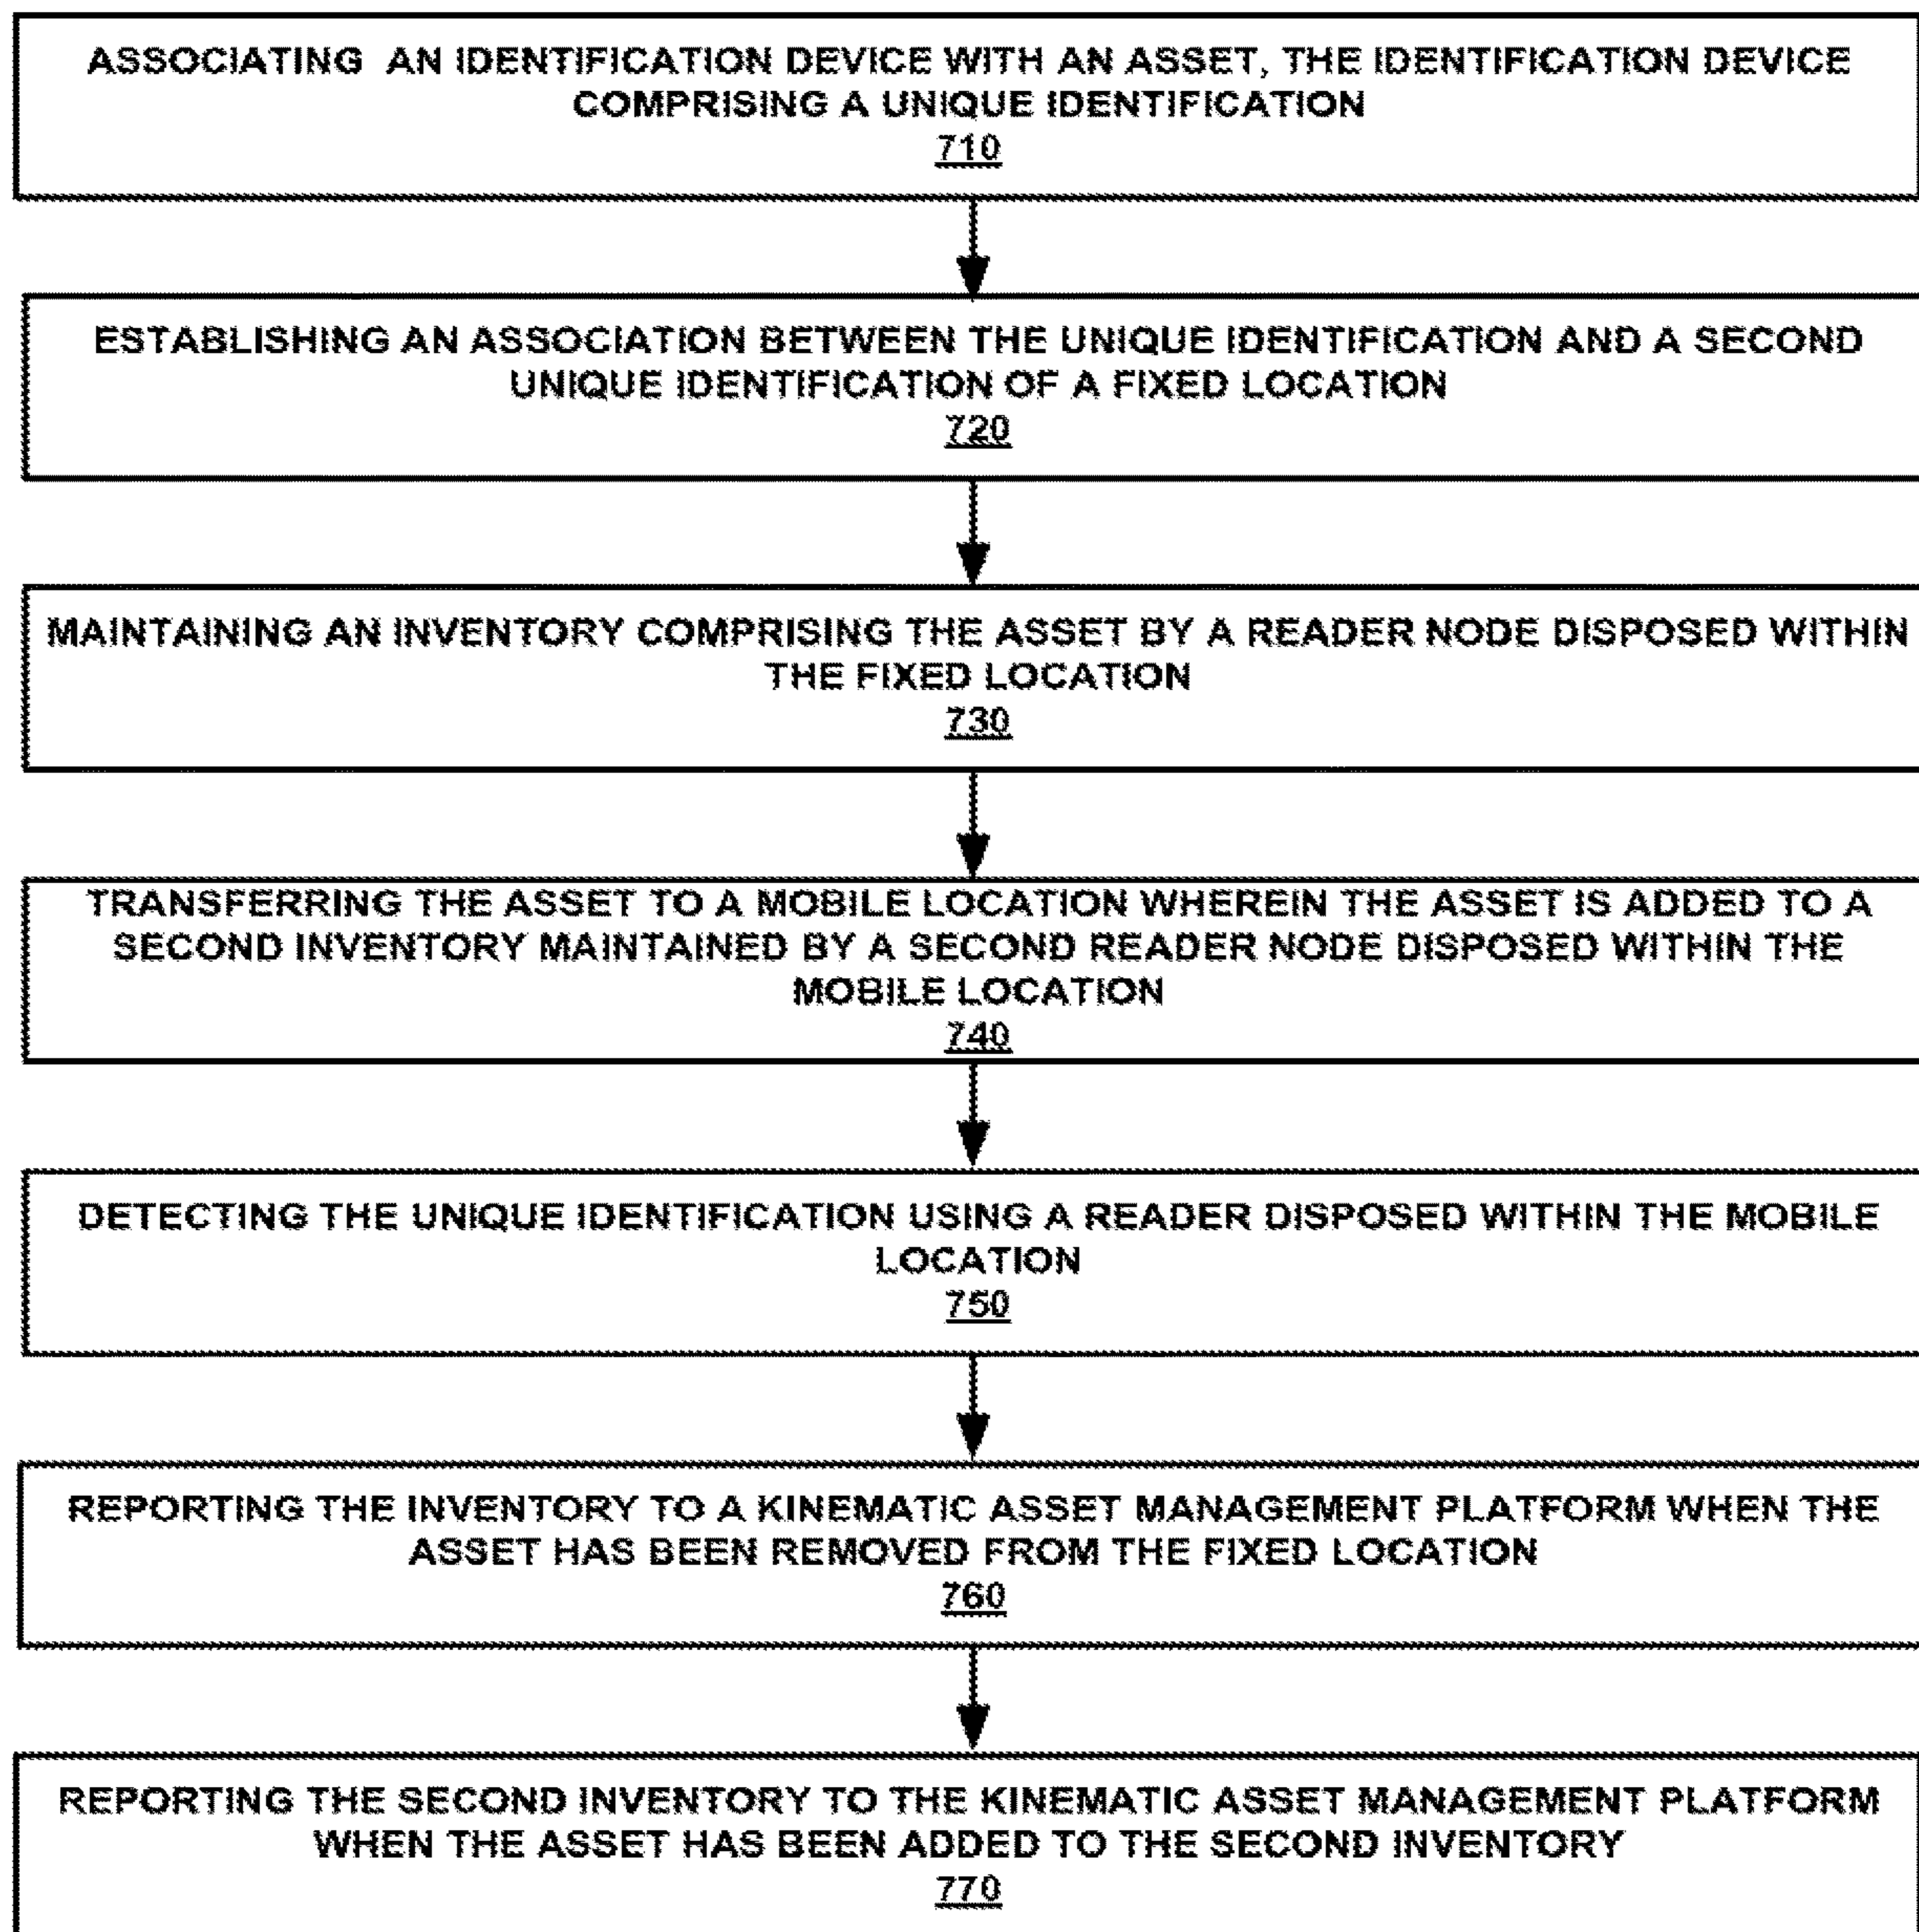 ASSOCIATING AN IDENTIFICATION DEVICE WITH AN ASSET, THE IDENTIFICATION DEVICE
COMPRISING A UNIQUE IDENTIFICATION
710
ESTABLISHING AN ASSOCIATION BETWEEN THE UNIQUE IDENTIFICATION AND A SECOND
UNIQUE IDENTIFICATION OF A FIXED LOCATION
720
MAINTAINING AN INVENTORY COMPRISING THE ASSET BY A READER NODE DISPOSED WITHIN
THE FIXED LOCATION
730
TRANSFERRING THE ASSET TO A MOBILE LOCATION WHEREIN THE ASSET IS ADDED TO A
SECOND INVENTORY MAINTAINED BY A SECOND READER NODE DISPOSED WITHIN THE
MOBILE LOCATION
740
DETECTING THE UNIQUE IDENTIFICATION USING A READER DISPOSED WITHIN THE MOBILE
LOCATION
750
REPORTING THE INVENTORY TO A KINEMATIC ASSET MANAGEMENT PLATFORM WHEN THE
ASSET HAS BEEN REMOVED FROM THE FIXED LOCATION
760
REPORTING THE SECOND INVENTORY TO THE KINEMATIC ASSET MANAGEMENT PLATFORM
WHEN THE ASSET HAS BEEN ADDED TO THE SECOND INVENTORY
770